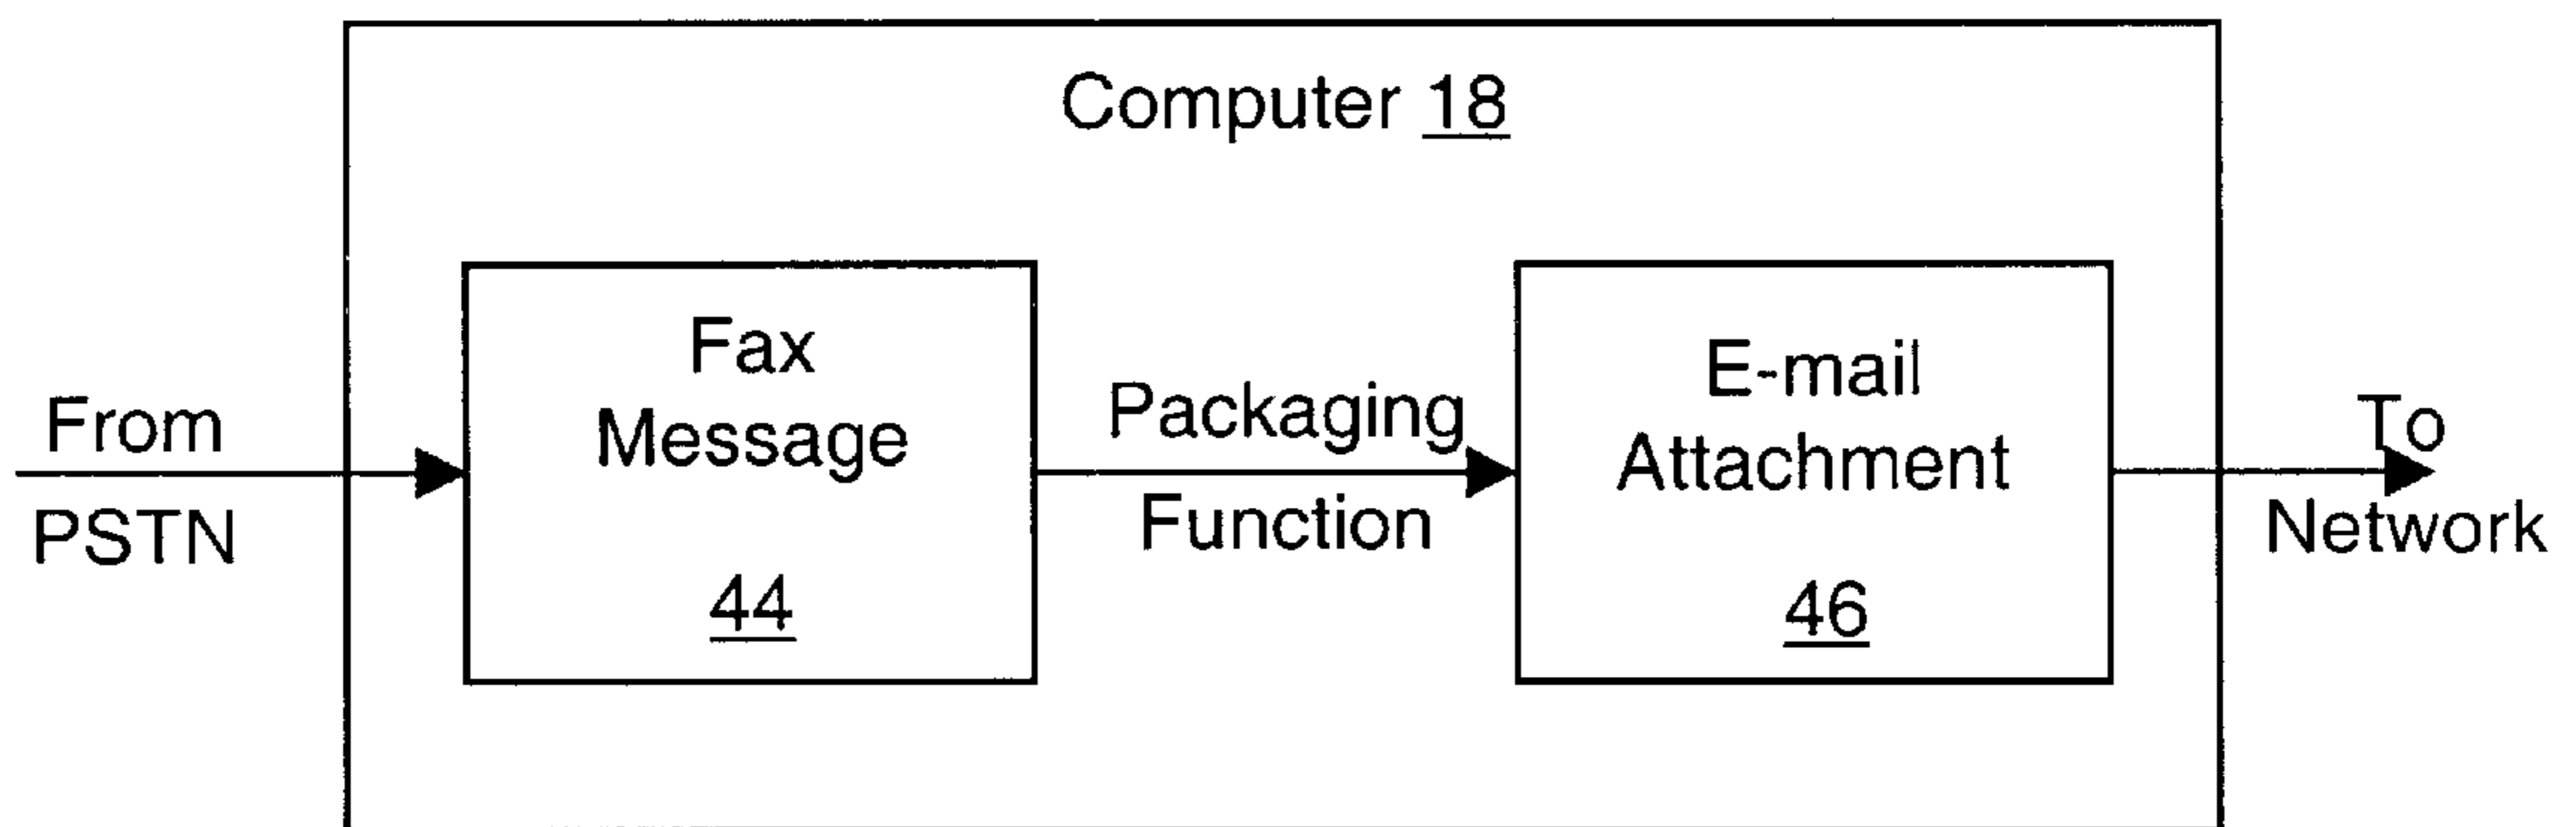 Computer 18
From
PSTN
Fax
Message
44
Packaging
Function
E-mail
Attachment
46
To
Network